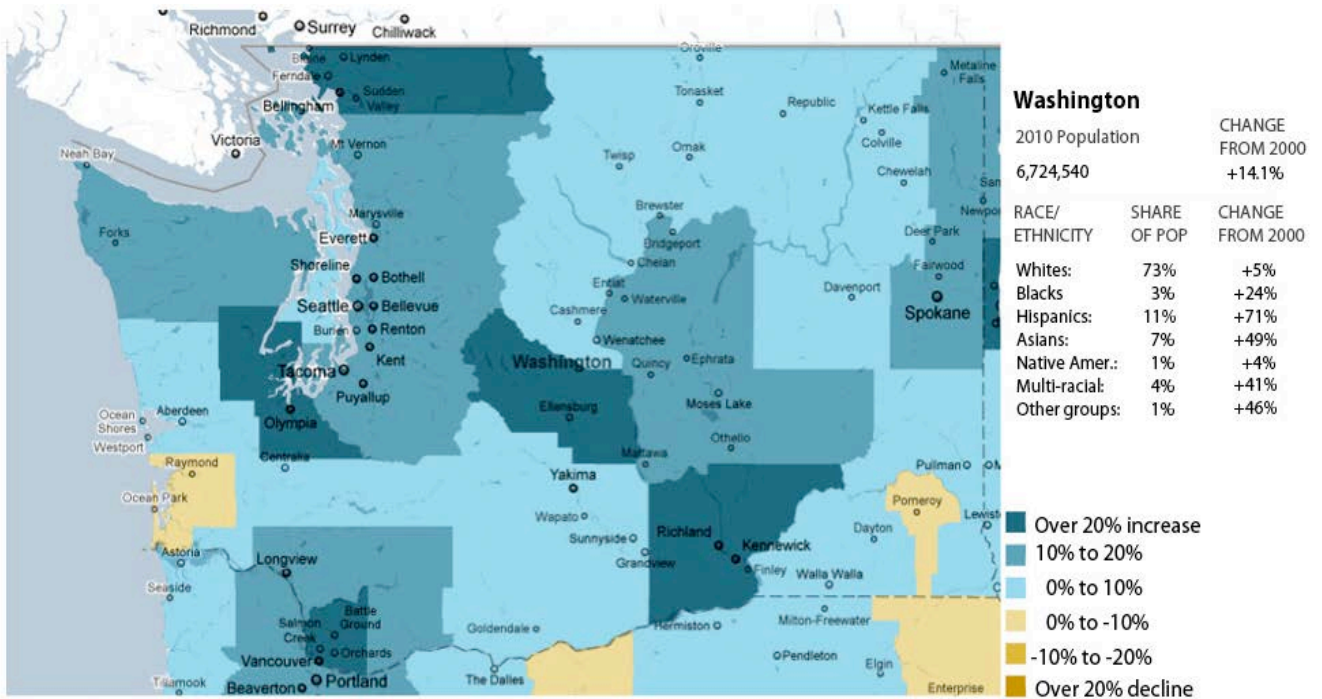 Richmond
Surrey
Chilliwack
Blaine
Lynden
Oroville
Ferndale
Sudden
Valley
Bellingham
Metaline
Falls
Tonasket
Republic
Kettle Falls
Colville
Victoria
Mt Vernon
Neah Bay
Twisp
Omak
Chewelah
Newpor
Brewster
Bridgeport
Marysville
Everett
Forks
Deer Park
Chelan
Fairwood
Shoreline
Bothell
Entiat
Waterville
Davenport
Seattle
Bellevue
Cashmere
Spokane
Burien
Renton
Wenatchee
Kent
Washington
Quincy
Ephrata
Tacoma
Puyallup
Moses Lake
Ocean
Shores
Aberdeen
Ellensburg
Olympia
Westport
Othello
Centralia
Mattawa
Raymond
Yakima
Pullman
M
Ocean Park
Pomeroy
Wapato
Lewist
Dayton
Sunnyside
Richland
Kennewick
Grandview
Astoria
Longview
Finley
Walla Walla
Seaside
Battle
Ground
Salmon
Creek
Goldendale
Hermiston
Milton-Freewater
Orchards
Vancouver
Pendleton
Elgin
The Dalles
Tillamook
Beaverton
Portland
Enterprise
Washington
2010 Population
CHANGE
FROM 2000
6,724,540 +14.1%
RACE/ SHARE CHANGE
ETHNICITY OF POP FROM 2000
Whites: 73% +5%
Blacks 3% +24%
Hispanics: 11% +71%
Asians: 7% +49%
Native Amer.: 1% +4%
Multi-racial: 4% +41%
Other groups: 1% +46%
Over 20% increase
10% to 20%
0% to 10%
0% to -10%
-10% to -20%
Over 20% decline